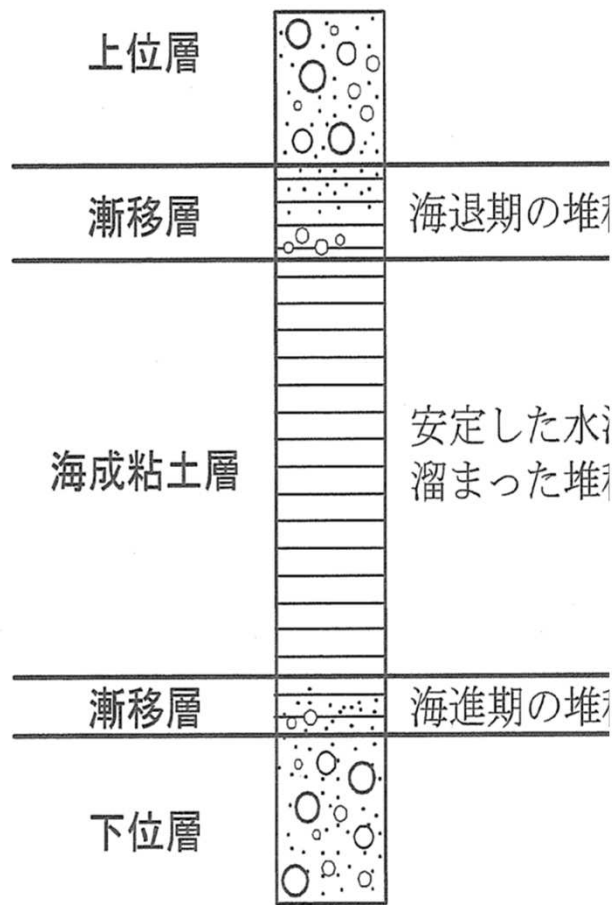 上位層
漸移層
海退期の堆
海成粘土層
安定した水
溜まった堆
漸移層
海進期の堆
下位層